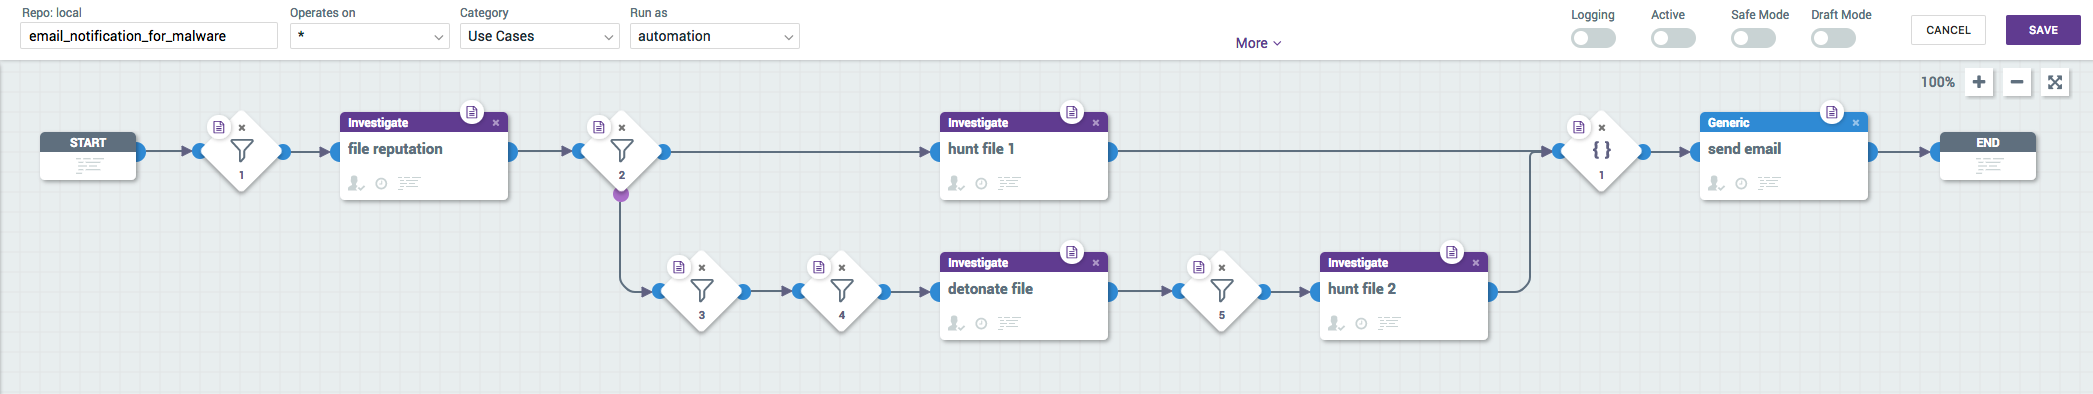 Repo: local
Operates on
Category
Run as
Logging
Active
Safe Mode
Draft Mode
email_notification_for_malware
*
Use Cases
automation
More
CANCEL
SAVE
100%
START
1
Investigate
file reputation
2
Investigate
hunt file 1
{ }
1
Generic
send email
END
3
4
Investigate
detonate file
5
Investigate
hunt file 2